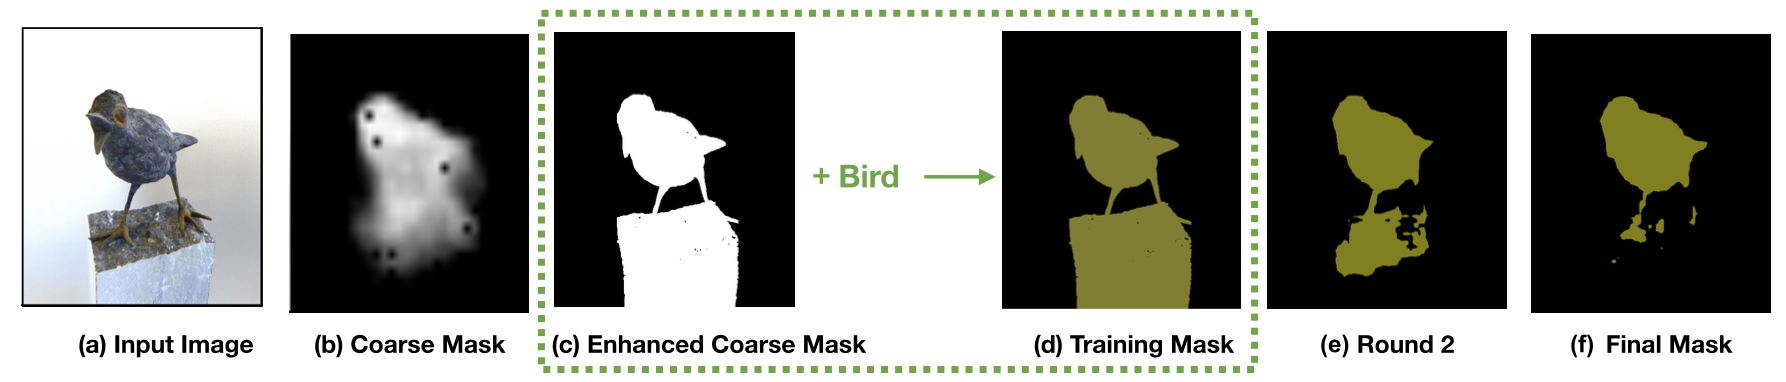 + Bird
(a) Input Image
(b) Coarse Mask
(c) Enhanced Coarse Mask
(d) Training Mask
(e) Round 2
(f) Final Mask